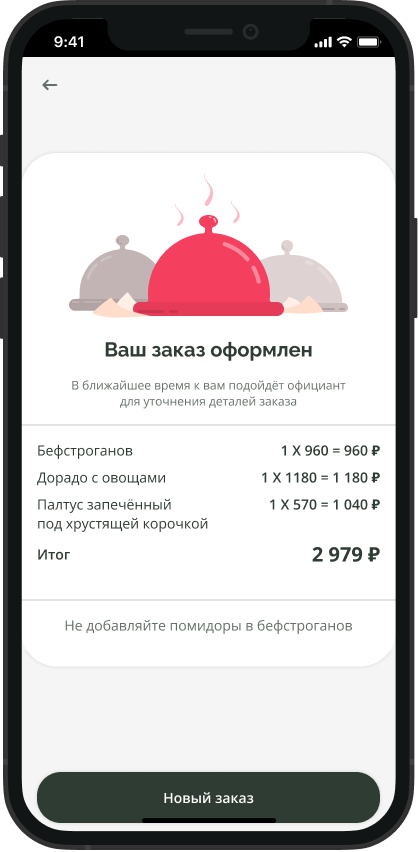 9:41
Ваш заказ оформлен
В ближайшее время к вам подойдёт официант
для уточнения деталей заказа
Бефстроганов 1 X 960 = 960 ₽
Дорадо с овощами 1 X 1180 = 1 180 ₽
Палтус запечённый 1 X 570 = 1 040 ₽
под хрустящей корочкой
Итог 2 979 ₽
Не добавляйте помидоры в бефстроганов
Новый заказ